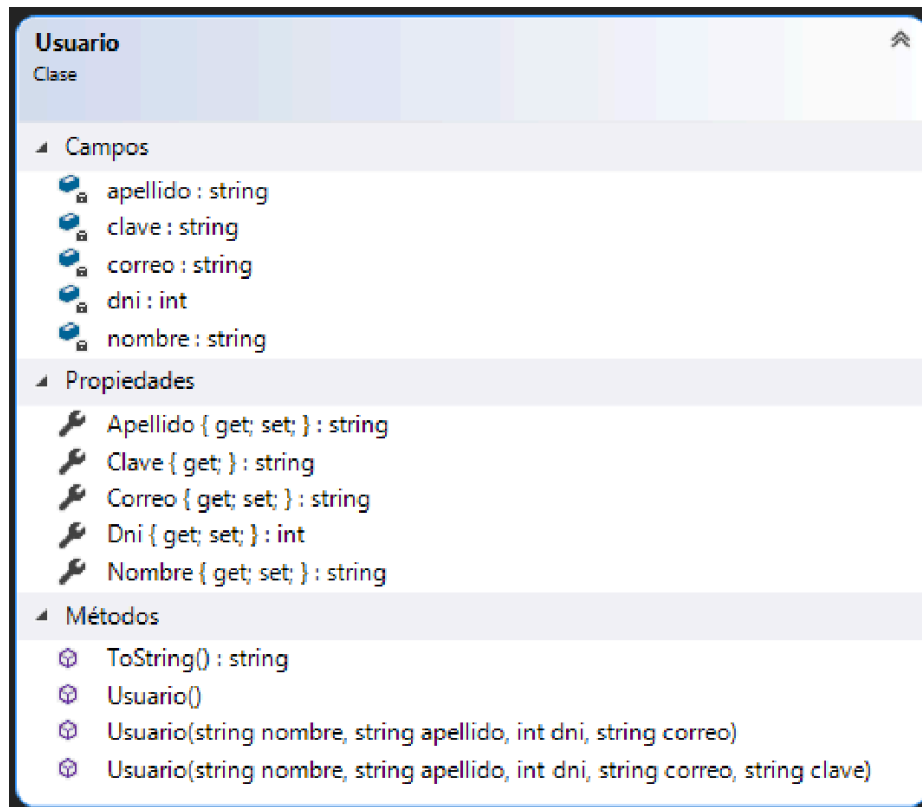 Usuario
Clase
Campos
apellido : string
clave : string
correo : string
dni : int
nombre : string
Propiedades
Apellido { get; set; } : string
Clave { get; } : string
Correo { get; set; } : string
Dni { get; set; } : int
Nombre { get; set; } : string
Métodos
ToString() : string
Usuario()
Usuario(string nombre, string apellido, int dni, string correo)
Usuario(string nombre, string apellido, int dni, string correo, string clave)